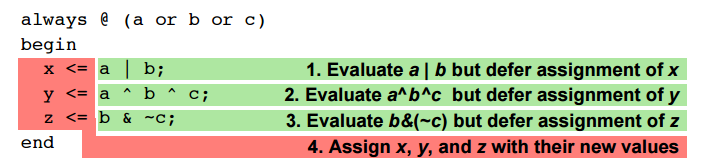 always @ (a or b or c)
begin
x <= a | b; 1. Evaluate a | b but defer assignment of x
y <= a ^ b ^ c; 2. Evaluate a^b^c but defer assignment of y
z <= b & ~c; 3. Evaluate b&(~c) but defer assignment of z
end 4. Assign x, y, and z with their new values